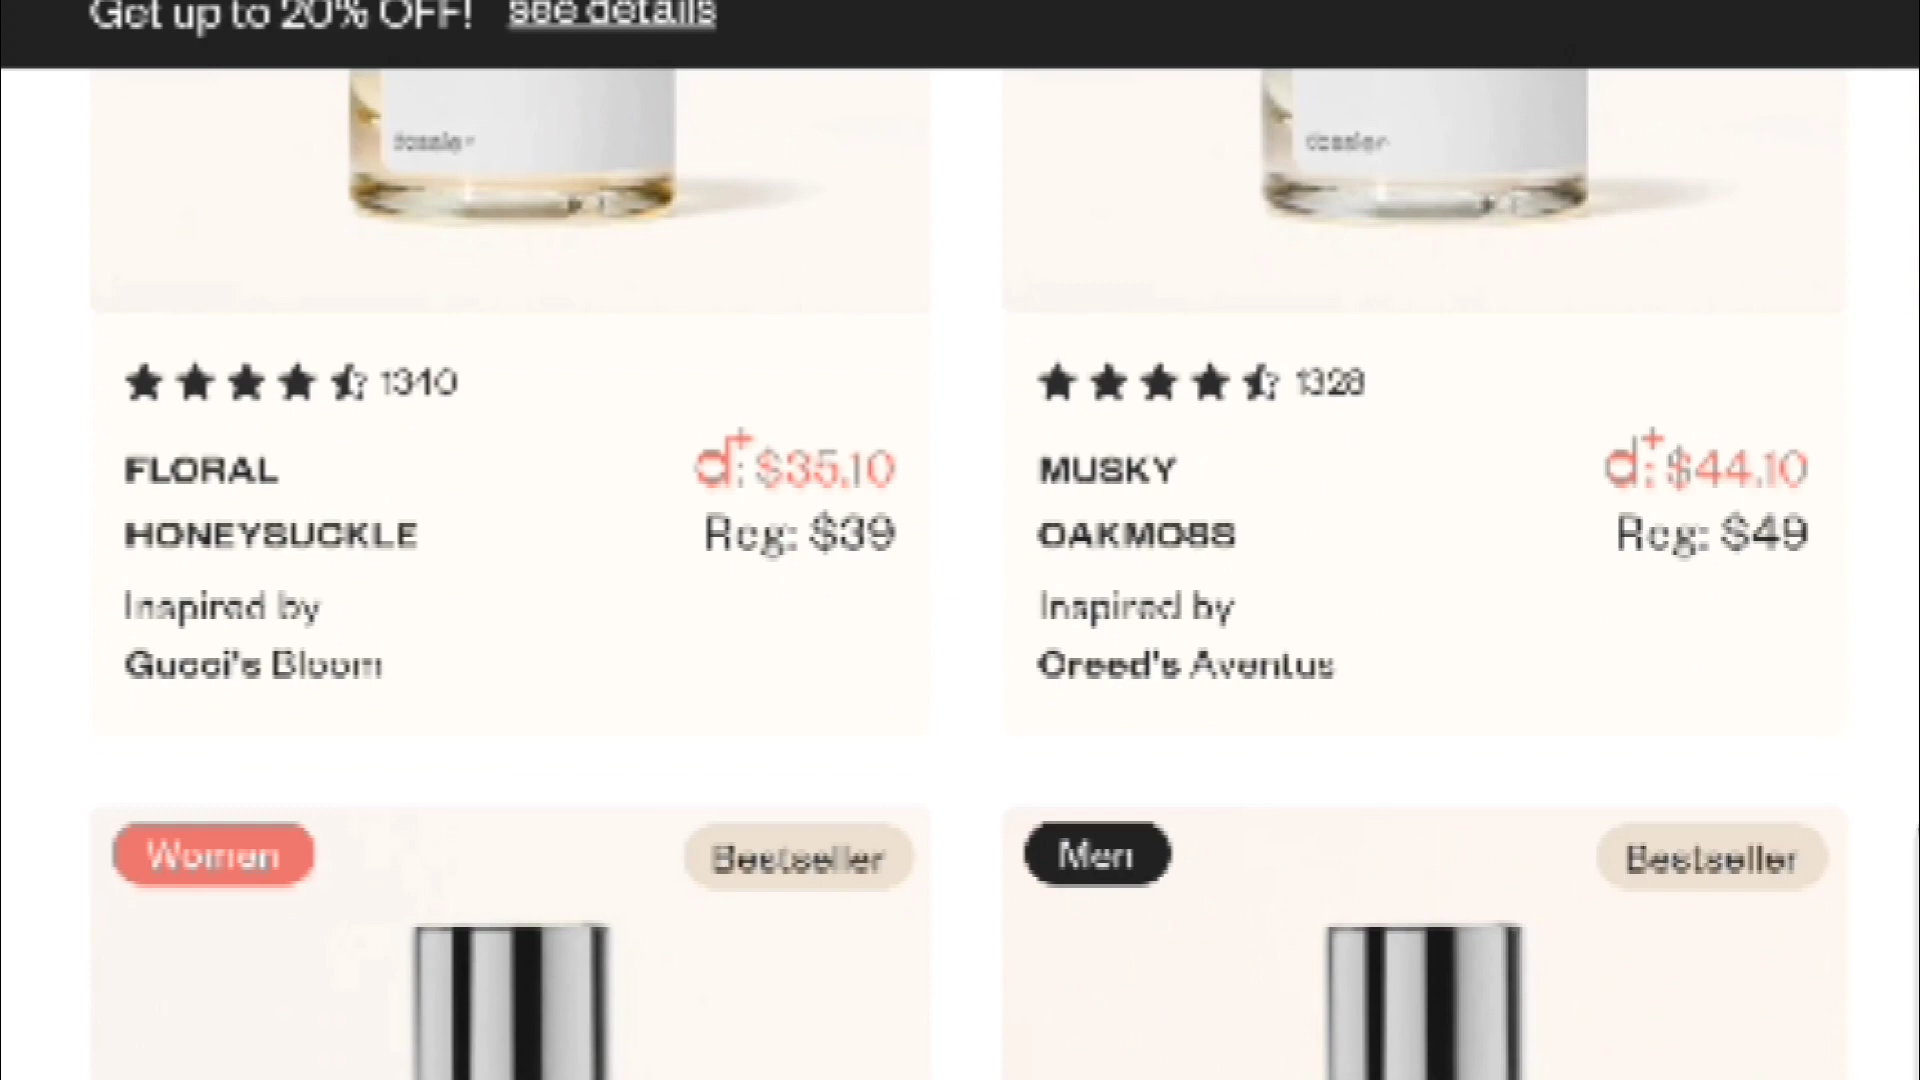 Get up to 20% OFF! see details
dossier
dossier
1340
1328
FLORAL
HONEYSUCKLE
d+: $35.10
Reg: $39
Inspired by
Gucci's Bloom
MUSKY
OAKMOSS
d+: $44.10
Reg: $49
Inspired by
Creed's Aventus
Women
Bestseller
Men
Bestseller